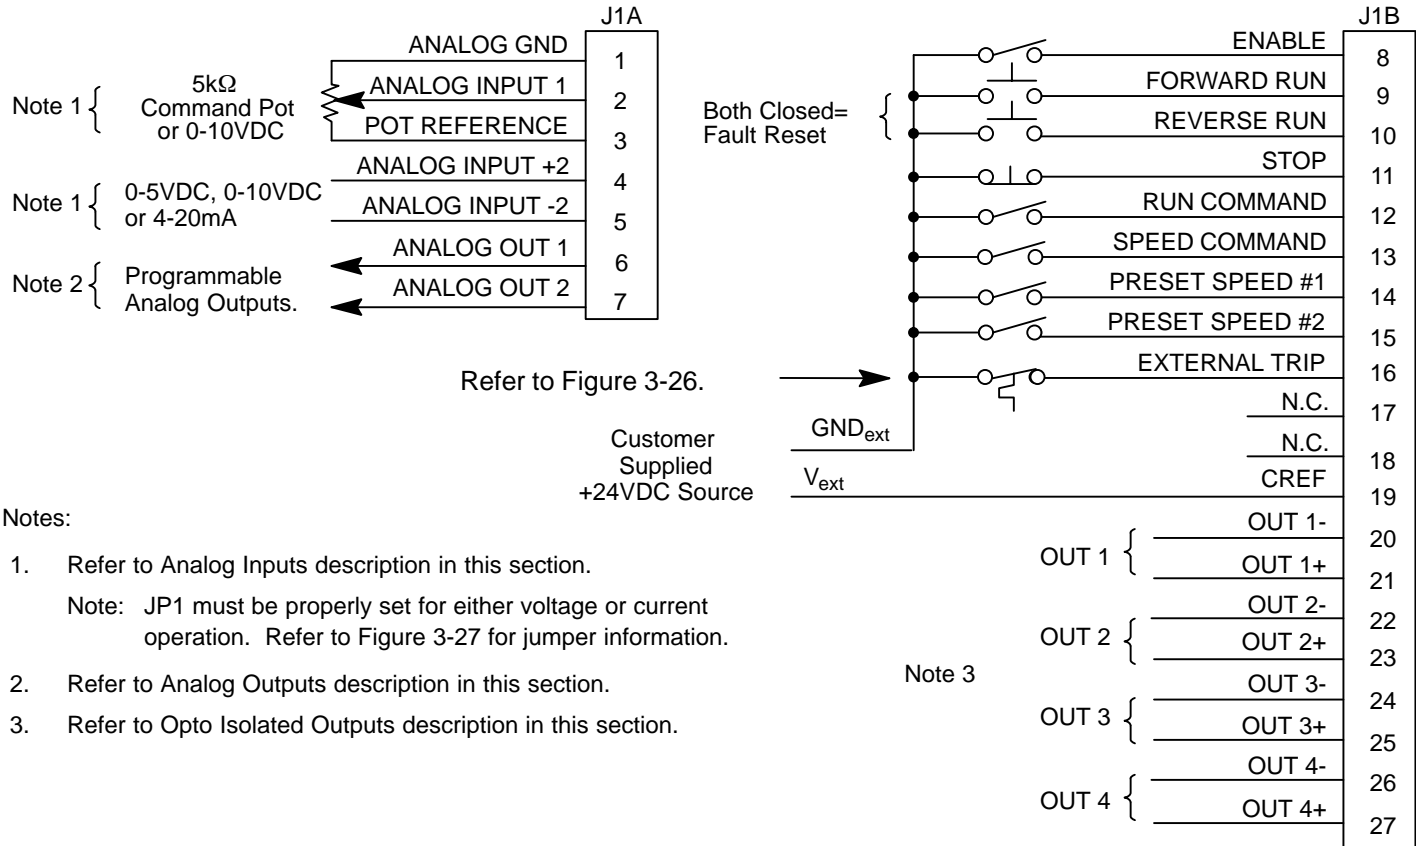 J1A
ANALOG GND
1
ANALOG INPUT 1
2
POT REFERENCE
3
ANALOG INPUT +2
4
ANALOG INPUT -2
5
ANALOG OUT 1
6
ANALOG OUT 2
7
Note 1 {
5kΩ
Command Pot
or 0-10VDC
Note 1 {
0-5VDC, 0-10VDC
or 4-20mA
Note 2 {
Programmable
Analog Outputs.
J1B
ENABLE
8
FORWARD RUN
9
REVERSE RUN
10
STOP
11
RUN COMMAND
12
SPEED COMMAND
13
PRESET SPEED #1
14
PRESET SPEED #2
15
EXTERNAL TRIP
16
N.C.
17
N.C.
18
CREF
19
Both Closed=
Fault Reset
Refer to Figure 3-26.
GNDext
Customer
Supplied
+24VDC Source
Vext
OUT 1-
20
OUT 1 {
OUT 1+
21
OUT 2-
22
OUT 2 {
OUT 2+
23
Note 3
OUT 3-
24
OUT 3 {
OUT 3+
25
OUT 4-
26
OUT 4 {
OUT 4+
27
Notes:
1. Refer to Analog Inputs description in this section.
Note: JP1 must be properly set for either voltage or current
operation. Refer to Figure 3-27 for jumper information.
2. Refer to Analog Outputs description in this section.
3. Refer to Opto Isolated Outputs description in this section.